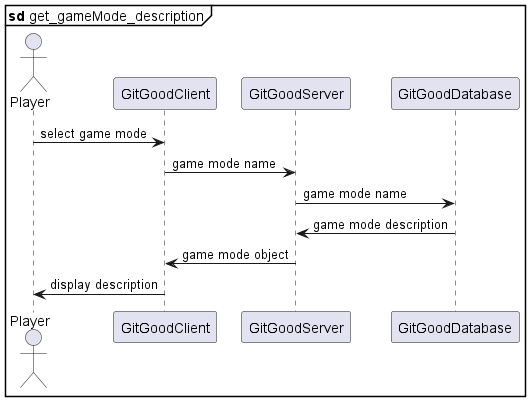 sd get_gameMode_description
Player
GitGoodClient
GitGoodServer
GitGoodDatabase
select game mode
game mode name
game mode name
game mode description
game mode object
display description
Player
GitGoodClient
GitGoodServer
GitGoodDatabase